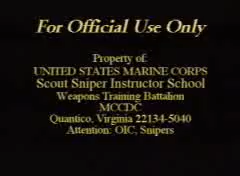 For Official Use Only
Property of:
UNITED STATES MARINE CORPS
Scout Sniper Instructor School
Weapons Training Battalion
MCCDC
Quantico, Virginia 22134-5040
Attention: OIC, Snipers